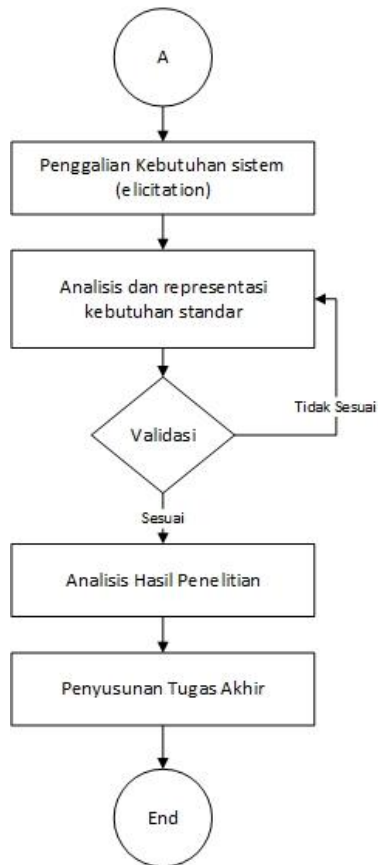 A
Penggalian Kebutuhan sistem
(elicitation)
Analisis dan representasi
kebutuhan standar
Tidak Sesuai
Validasi
Sesuai
Analisis Hasil Penelitian
Penyusunan Tugas Akhir
End